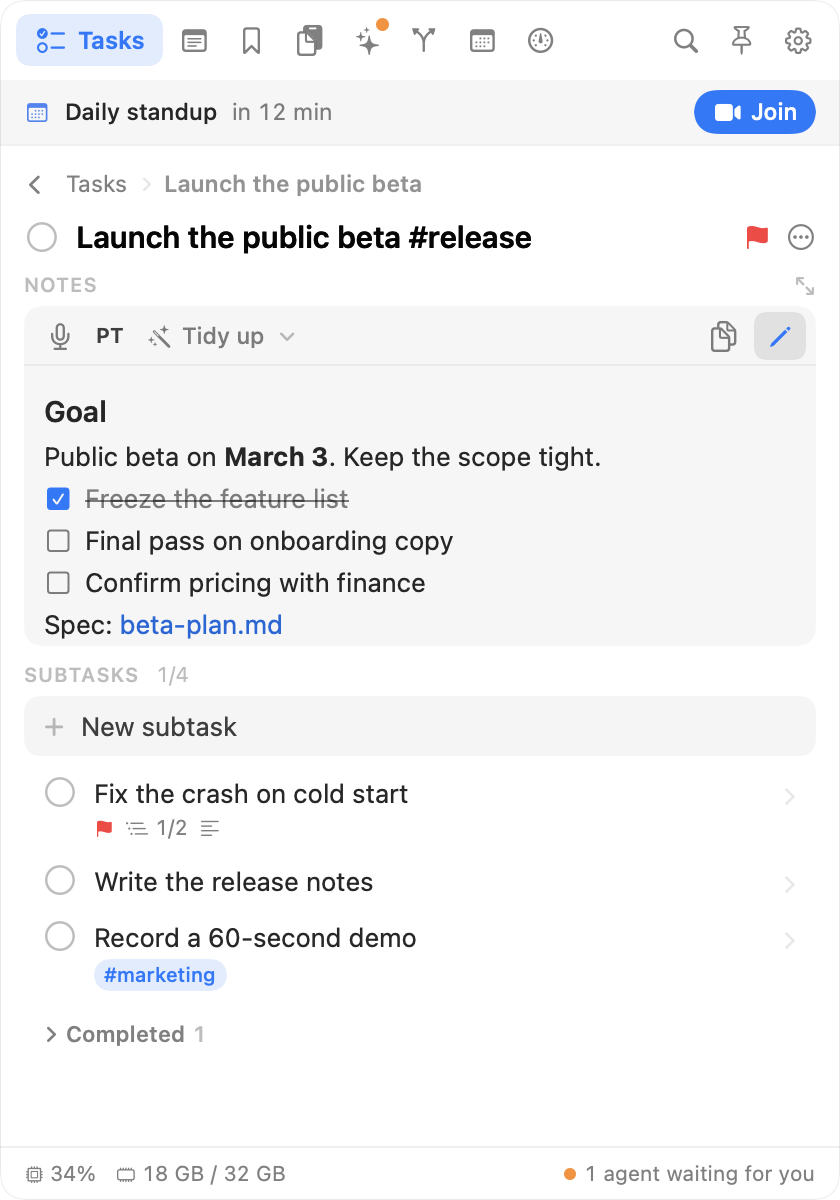 Tasks
Daily standup in 12 min
Join
Tasks Launch the public beta
Launch the public beta #release
NOTES
PT Tidy up
Goal
Public beta on March 3. Keep the scope tight.
Freeze the feature list
Final pass on onboarding copy
Confirm pricing with finance
Spec: beta-plan.md
SUBTASKS 1/4
New subtask
Fix the crash on cold start
1/2
Write the release notes
Record a 60-second demo
#marketing
Completed 1
34% 18 GB / 32 GB
1 agent waiting for you